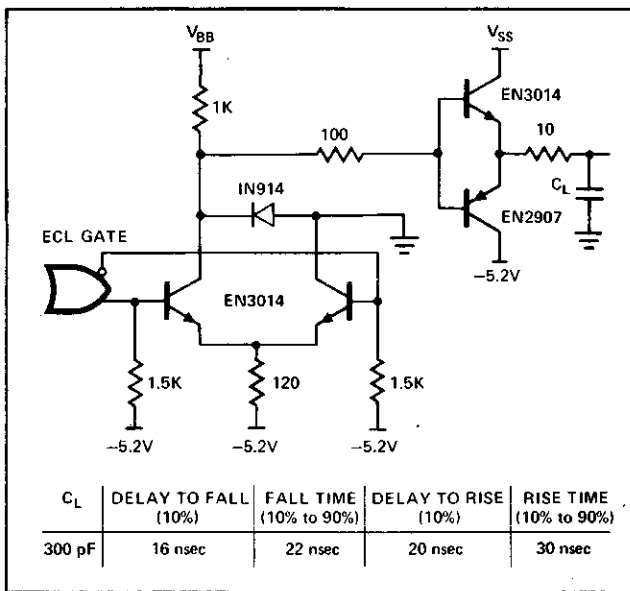 VBB
VSS
EN3014
1K
100
10
CL
IN914
EN2907
ECL GATE
−5.2V
EN3014
1.5K
120
1.5K
−5.2V
−5.2V
−5.2V
CL DELAY TO FALL (10%) FALL TIME (10% to 90%) DELAY TO RISE (10%) RISE TIME (10% to 90%)
300 pF 16 nsec 22 nsec 20 nsec 30 nsec